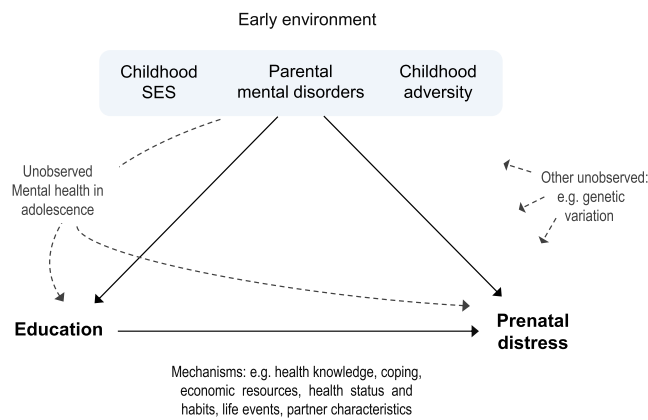 Early environment
Childhood
SES
Parental
mental disorders
Childhood
adversity
Unobserved
Mental health in
adolescence
Other unobserved:
e.g. genetic
variation
Education
Prenatal
distress
Mechanisms: e.g. health knowledge, coping,
economic resources, health status and
habits, life events, partner characteristics